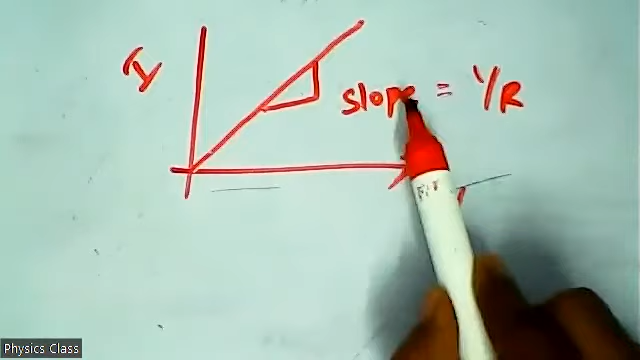 I
slope = 1/R
Physics Class